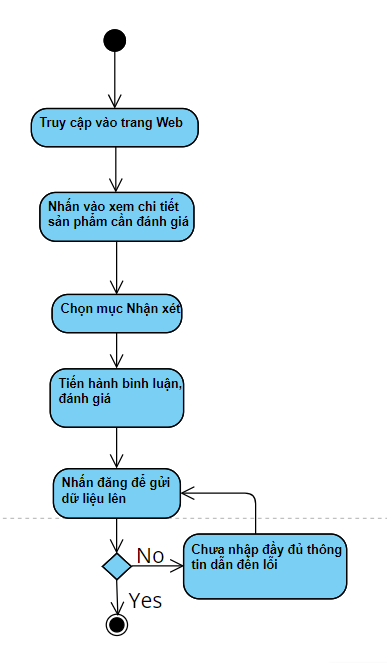 Truy cập vào trang Web
Nhấn vào xem chi tiết
sản phẩm cần đánh giá
Chọn mục Nhận xét
Tiến hành bình luận,
đánh giá
Nhấn đăng để gửi
dữ liệu lên
No
Chưa nhập đầy đủ thông
tin dẫn đến lỗi
Yes